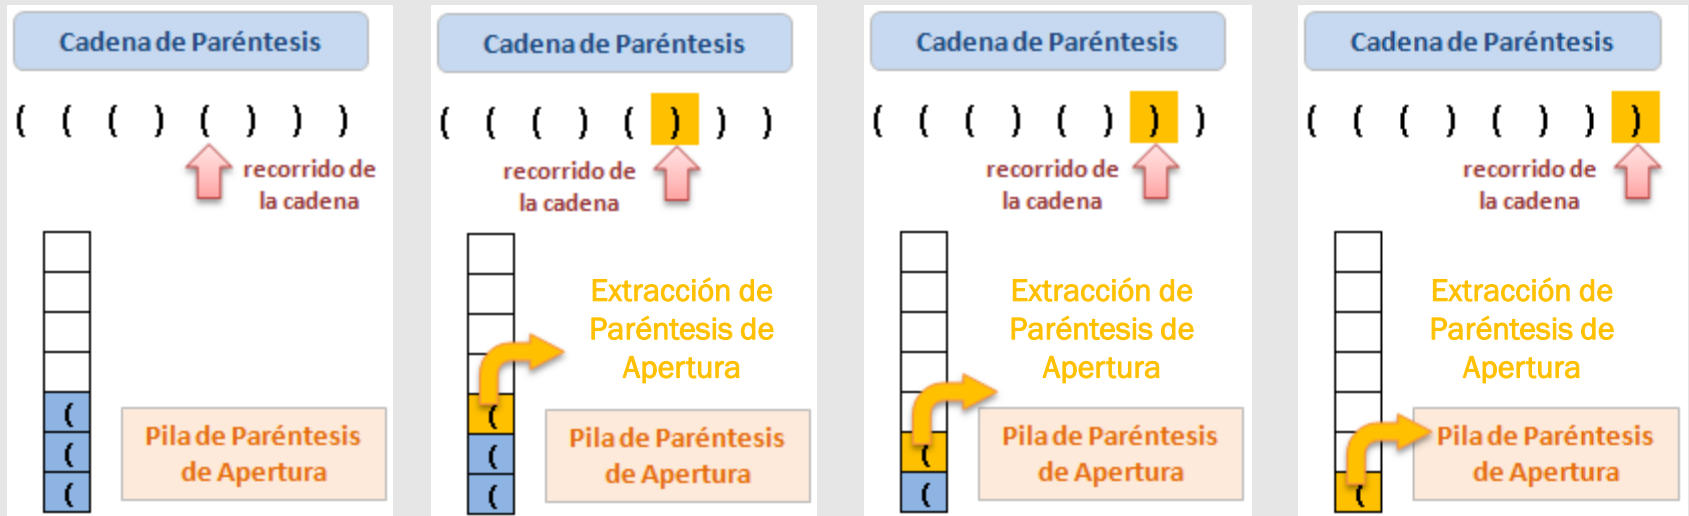 Cadena de Paréntesis
( ( ( ) ( ) ) )
recorrido de
la cadena
(
(
(
Pila de Paréntesis
de Apertura
Cadena de Paréntesis
( ( ( ) ( ) ) )
recorrido de
la cadena
Extracción de
Paréntesis de
Apertura
(
(
(
Pila de Paréntesis
de Apertura
Cadena de Paréntesis
( ( ( ) ( ) ) )
recorrido de
la cadena
Extracción de
Paréntesis de
Apertura
(
(
Pila de Paréntesis
de Apertura
Cadena de Paréntesis
( ( ( ) ( ) ) )
recorrido de
la cadena
Extracción de
Paréntesis de
Apertura
(
Pila de Paréntesis
de Apertura